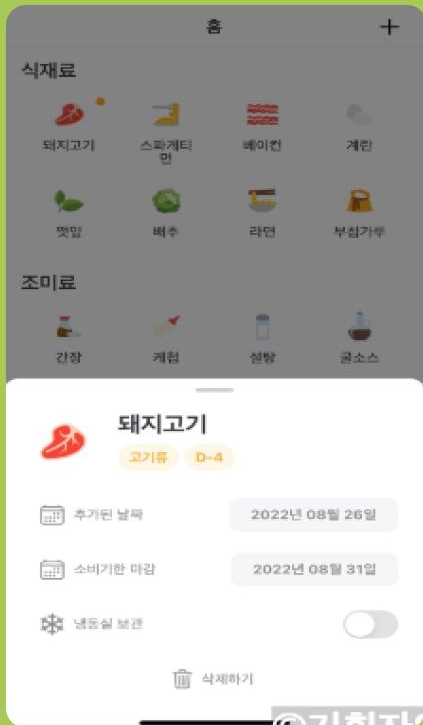 홈
식재료
돼지고기
스파게티
면
베이컨
계란
깻잎
배추
라면
부침가루
조미료
간장
케첩
설탕
굴소스
돼지고기
고기류
D-4
추가된 날짜
2022년 08월 26일
소비기한 마감
2022년 08월 31일
냉동실 보관
삭제하기